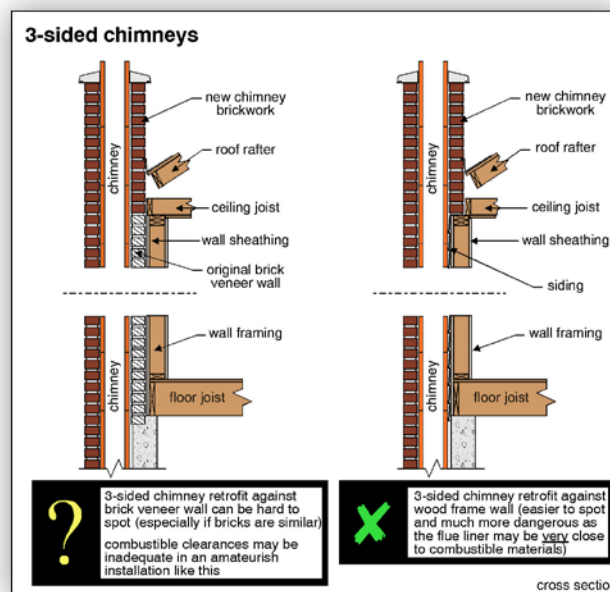 3-sided chimneys
new chimney
brickwork
roof rafter
chimney
ceiling joist
wall sheathing
original brick
veneer wall
wall framing
chimney
floor joist
?
3-sided chimney retrofit against
brick veneer wall can be hard to
spot (especially if bricks are similar)
combustible clearances may be
inadequate in an amateurish
installation like this
new chimney
brickwork
roof rafter
chimney
ceiling joist
wall sheathing
siding
wall framing
chimney
floor joist
3-sided chimney retrofit against
wood frame wall (easier to spot
and much more dangerous as
the flue liner may be very close
to combustible materials)
cross sectio